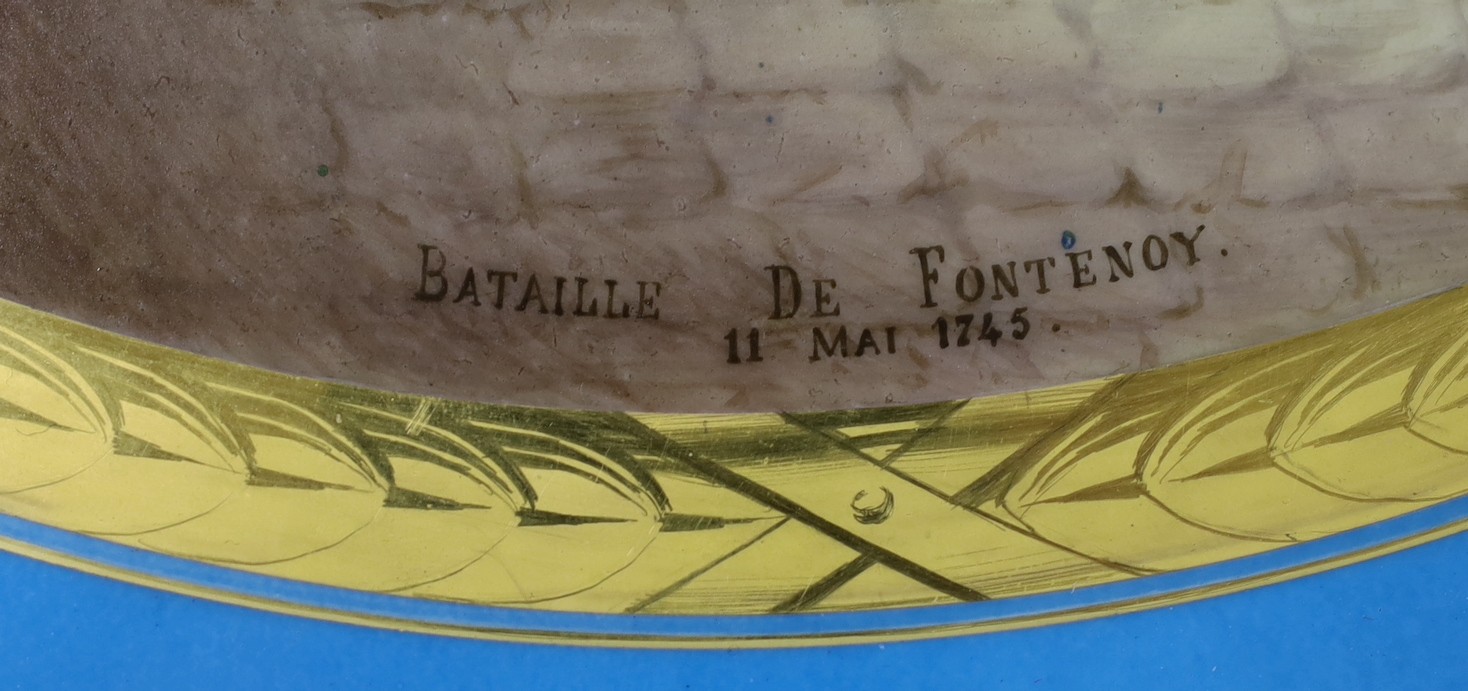 BATAILLE DE FONTENOY.
11 MAI 1745.